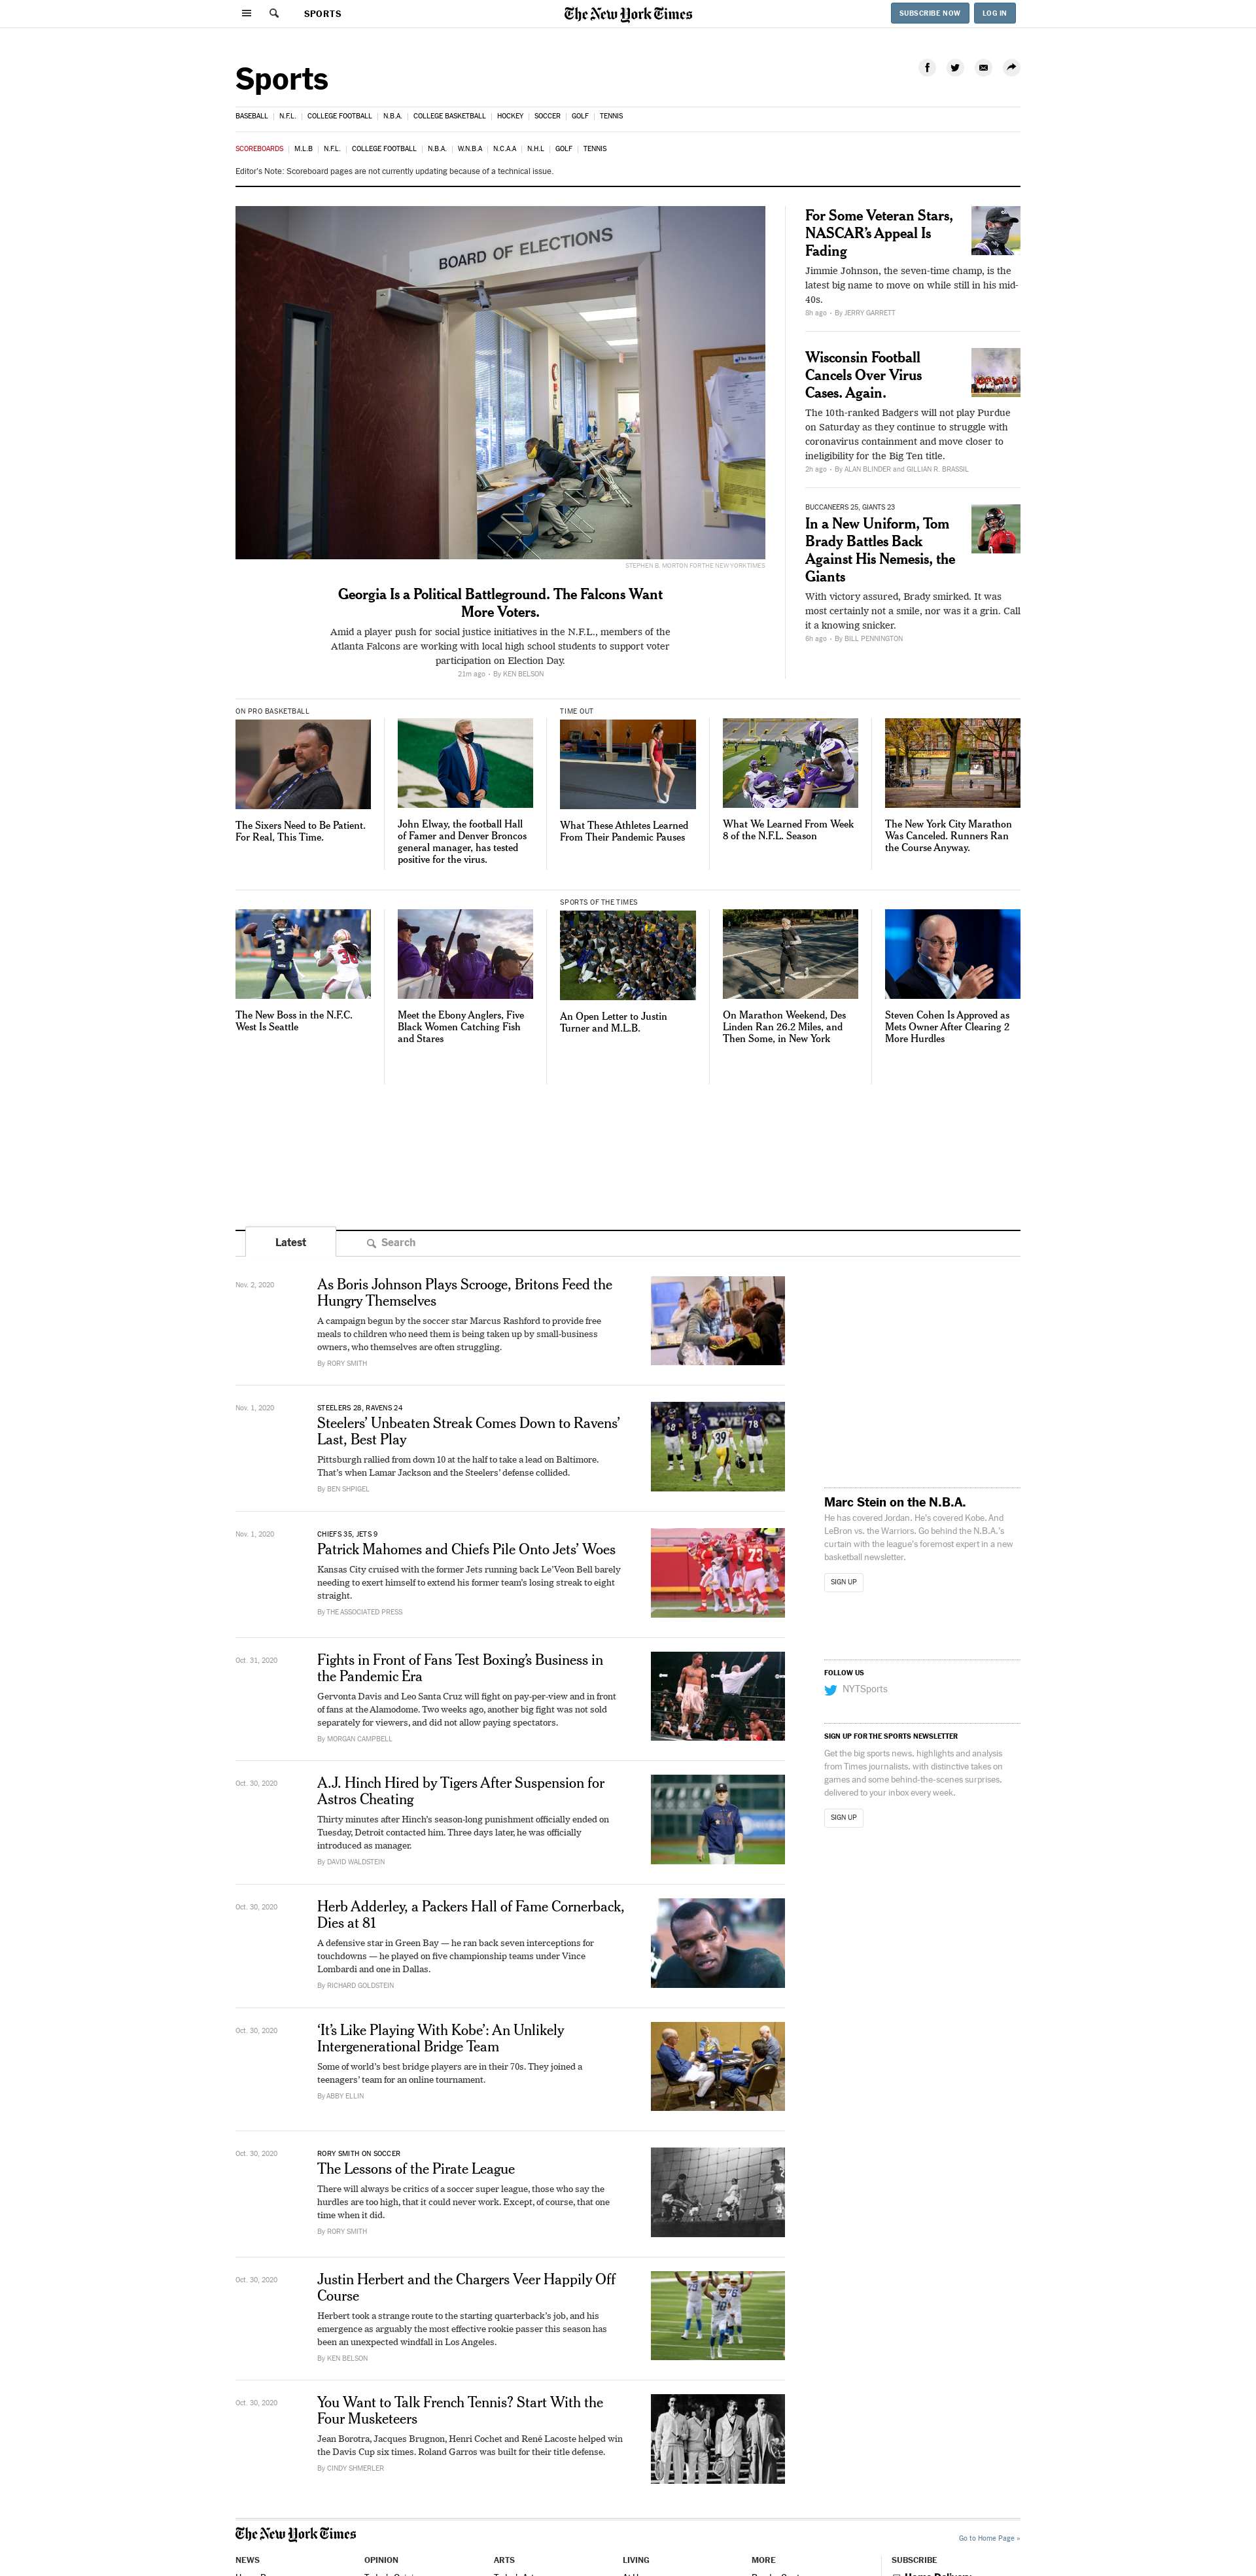 SPORTS
The New York Times
SUBSCRIBE NOW
LOG IN
Sports
BASEBALL | N.F.L. | COLLEGE FOOTBALL | N.B.A. | COLLEGE BASKETBALL | HOCKEY | SOCCER | GOLF | TENNIS
SCOREBOARDS | M.L.B | N.F.L. | COLLEGE FOOTBALL | N.B.A. | W.N.B.A | N.C.A.A | N.H.L | GOLF | TENNIS
Editor's Note: Scoreboard pages are not currently updating because of a technical issue.
BOARD OF ELECTIONS
STEPHEN B. MORTON FOR THE NEW YORK TIMES
Georgia Is a Political Battleground. The Falcons Want
More Voters.
Amid a player push for social justice initiatives in the N.F.L., members of the
Atlanta Falcons are working with local high school students to support voter
participation on Election Day.
21m ago - By KEN BELSON
For Some Veteran Stars,
NASCAR's Appeal Is
Fading
Jimmie Johnson, the seven-time champ, is the
latest big name to move on while still in his mid-
40s.
8h ago - By JERRY GARRETT
Wisconsin Football
Cancels Over Virus
Cases. Again.
The 10th-ranked Badgers will not play Purdue
on Saturday as they continue to struggle with
coronavirus containment and move closer to
ineligibility for the Big Ten title.
2h ago - By ALAN BLINDER and GILLIAN R. BRASSIL
BUCCANEERS 25, GIANTS 23
In a New Uniform, Tom
Brady Battles Back
Against His Nemesis, the
Giants
With victory assured, Brady smirked. It was
most certainly not a smile, nor was it a grin. Call
it a knowing snicker.
6h ago - By BILL PENNINGTON
ON PRO BASKETBALL
The Sixers Need to Be Patient.
For Real, This Time.
John Elway, the football Hall
of Famer and Denver Broncos
general manager, has tested
positive for the virus.
TIME OUT
What These Athletes Learned
From Their Pandemic Pauses
What We Learned From Week
8 of the N.F.L. Season
The New York City Marathon
Was Canceled. Runners Ran
the Course Anyway.
The New Boss in the N.F.C.
West Is Seattle
Meet the Ebony Anglers, Five
Black Women Catching Fish
and Stares
SPORTS OF THE TIMES
An Open Letter to Justin
Turner and M.L.B.
On Marathon Weekend, Des
Linden Ran 26.2 Miles, and
Then Some, in New York
Steven Cohen Is Approved as
Mets Owner After Clearing 2
More Hurdles
Latest
Search
Nov. 2, 2020
As Boris Johnson Plays Scrooge, Britons Feed the
Hungry Themselves
A campaign begun by the soccer star Marcus Rashford to provide free
meals to children who need them is being taken up by small-business
owners, who themselves are often struggling.
By RORY SMITH
Nov. 1, 2020
STEELERS 28, RAVENS 24
Steelers' Unbeaten Streak Comes Down to Ravens'
Last, Best Play
Pittsburgh rallied from down 10 at the half to take a lead on Baltimore.
That's when Lamar Jackson and the Steelers' defense collided.
By BEN SHPIGEL
Nov. 1, 2020
CHIEFS 35, JETS 9
Patrick Mahomes and Chiefs Pile Onto Jets' Woes
Kansas City cruised with the former Jets running back Le'Veon Bell barely
needing to exert himself to extend his former team's losing streak to eight
straight.
By THE ASSOCIATED PRESS
Oct. 31, 2020
Fights in Front of Fans Test Boxing's Business in
the Pandemic Era
Gervonta Davis and Leo Santa Cruz will fight on pay-per-view and in front
of fans at the Alamodome. Two weeks ago, another big fight was not sold
separately for viewers, and did not allow paying spectators.
By MORGAN CAMPBELL
Oct. 30, 2020
A.J. Hinch Hired by Tigers After Suspension for
Astros Cheating
Thirty minutes after Hinch's season-long punishment officially ended on
Tuesday, Detroit contacted him. Three days later, he was officially
introduced as manager.
By DAVID WALDSTEIN
Oct. 30, 2020
Herb Adderley, a Packers Hall of Fame Cornerback,
Dies at 81
A defensive star in Green Bay — he ran back seven interceptions for
touchdowns — he played on five championship teams under Vince
Lombardi and one in Dallas.
By RICHARD GOLDSTEIN
Oct. 30, 2020
'It's Like Playing With Kobe': An Unlikely
Intergenerational Bridge Team
Some of world's best bridge players are in their 70s. They joined a
teenagers' team for an online tournament.
By ABBY ELLIN
Oct. 30, 2020
RORY SMITH ON SOCCER
The Lessons of the Pirate League
There will always be critics of a soccer super league, those who say the
hurdles are too high, that it could never work. Except, of course, that one
time when it did.
By RORY SMITH
Oct. 30, 2020
Justin Herbert and the Chargers Veer Happily Off
Course
Herbert took a strange route to the starting quarterback's job, and his
emergence as arguably the most effective rookie passer this season has
been an unexpected windfall in Los Angeles.
By KEN BELSON
Oct. 30, 2020
You Want to Talk French Tennis? Start With the
Four Musketeers
Jean Borotra, Jacques Brugnon, Henri Cochet and René Lacoste helped win
the Davis Cup six times. Roland Garros was built for their title defense.
By CINDY SHMERLER
Marc Stein on the N.B.A.
He has covered Jordan. He's covered Kobe. And
LeBron vs. the Warriors. Go behind the N.B.A.'s
curtain with the league's foremost expert in a new
basketball newsletter.
SIGN UP
FOLLOW US
NYTSports
SIGN UP FOR THE SPORTS NEWSLETTER
Get the big sports news, highlights and analysis
from Times journalists, with distinctive takes on
games and some behind-the-scenes surprises,
delivered to your inbox every week.
SIGN UP
The New York Times
Go to Home Page »
NEWS
OPINION
ARTS
LIVING
MORE
SUBSCRIBE